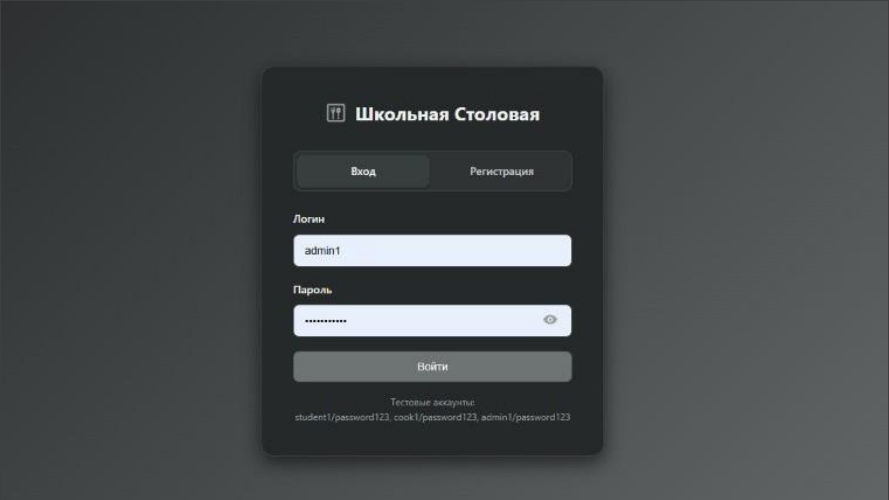 Школьная Столовая
Вход Регистрация
Логин
admin1
Пароль
•••••••••••
Войти
Тестовые аккаунты:
student1/password123, cook1/password123, admin1/password123